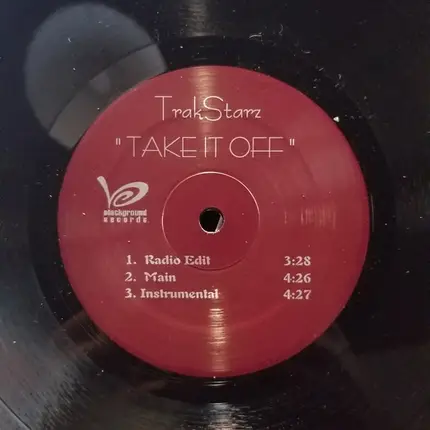 TrakStarz
"TAKE IT OFF"
blackground
records
1. Radio Edit 3:28
2. Main 4:26
3. Instrumental 4:27